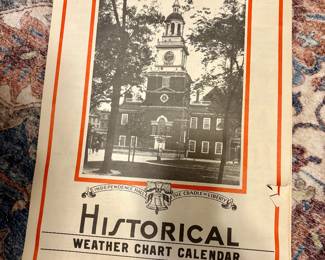 INDEPENDENCE HALL THE CRADLE OF LIBERTY
HISTORICAL
WEATHER CHART CALENDAR